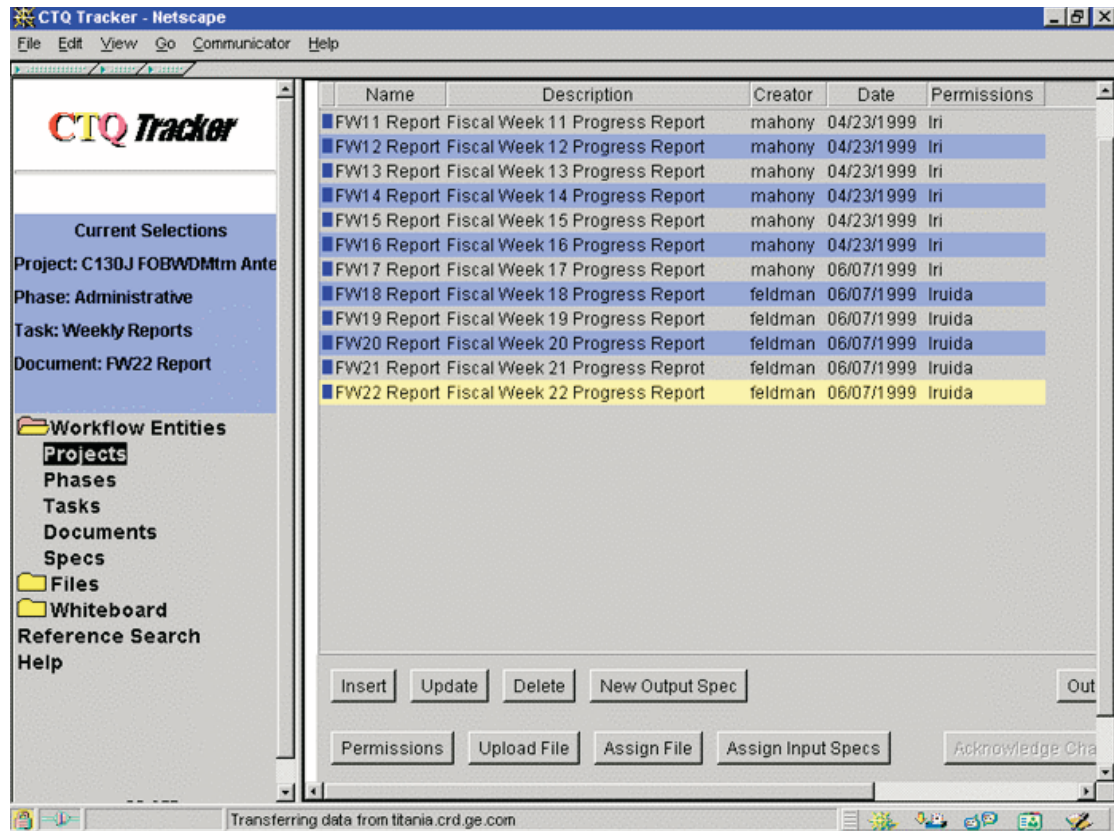 CTQ Tracker - Netscape
File Edit View Go Communicator Help
CTQ Tracker
Current Selections
Project: C130J FOBWDMtm Ante
Phase: Administrative
Task: Weekly Reports
Document: FW22 Report
Workflow Entities
Projects
Phases
Tasks
Documents
Specs
Files
Whiteboard
Reference Search
Help
Name Description Creator Date Permissions
FW11 Report Fiscal Week 11 Progress Report mahony 04/23/1999 lri
FW12 Report Fiscal Week 12 Progress Report mahony 04/23/1999 lri
FW13 Report Fiscal Week 13 Progress Report mahony 04/23/1999 lri
FW14 Report Fiscal Week 14 Progress Report mahony 04/23/1999 lri
FW15 Report Fiscal Week 15 Progress Report mahony 04/23/1999 lri
FW16 Report Fiscal Week 16 Progress Report mahony 04/23/1999 lri
FW17 Report Fiscal Week 17 Progress Report mahony 06/07/1999 lri
FW18 Report Fiscal Week 18 Progress Report feldman 06/07/1999 lruida
FW19 Report Fiscal Week 19 Progress Report feldman 06/07/1999 lruida
FW20 Report Fiscal Week 20 Progress Report feldman 06/07/1999 lruida
FW21 Report Fiscal Week 21 Progress Reprot feldman 06/07/1999 lruida
FW22 Report Fiscal Week 22 Progress Report feldman 06/07/1999 lruida
Insert Update Delete New Output Spec Out
Permissions Upload File Assign File Assign Input Specs Acknowledge Cha
Transferring data from titania.crd.ge.com